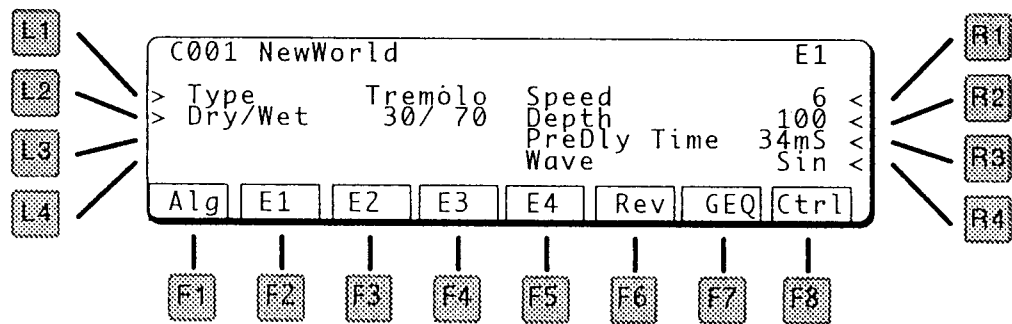 L1
L2
L3
L4
C001 NewWorld E1
> Type Tremolo Speed 6 <
> Dry/Wet 30/ 70 Depth 100 <
PreDly Time 34mS <
Wave Sin <
Alg E1 E2 E3 E4 Rev GEQ Ctrl
R1
R2
R3
R4
F1 F2 F3 F4 F5 F6 F7 F8